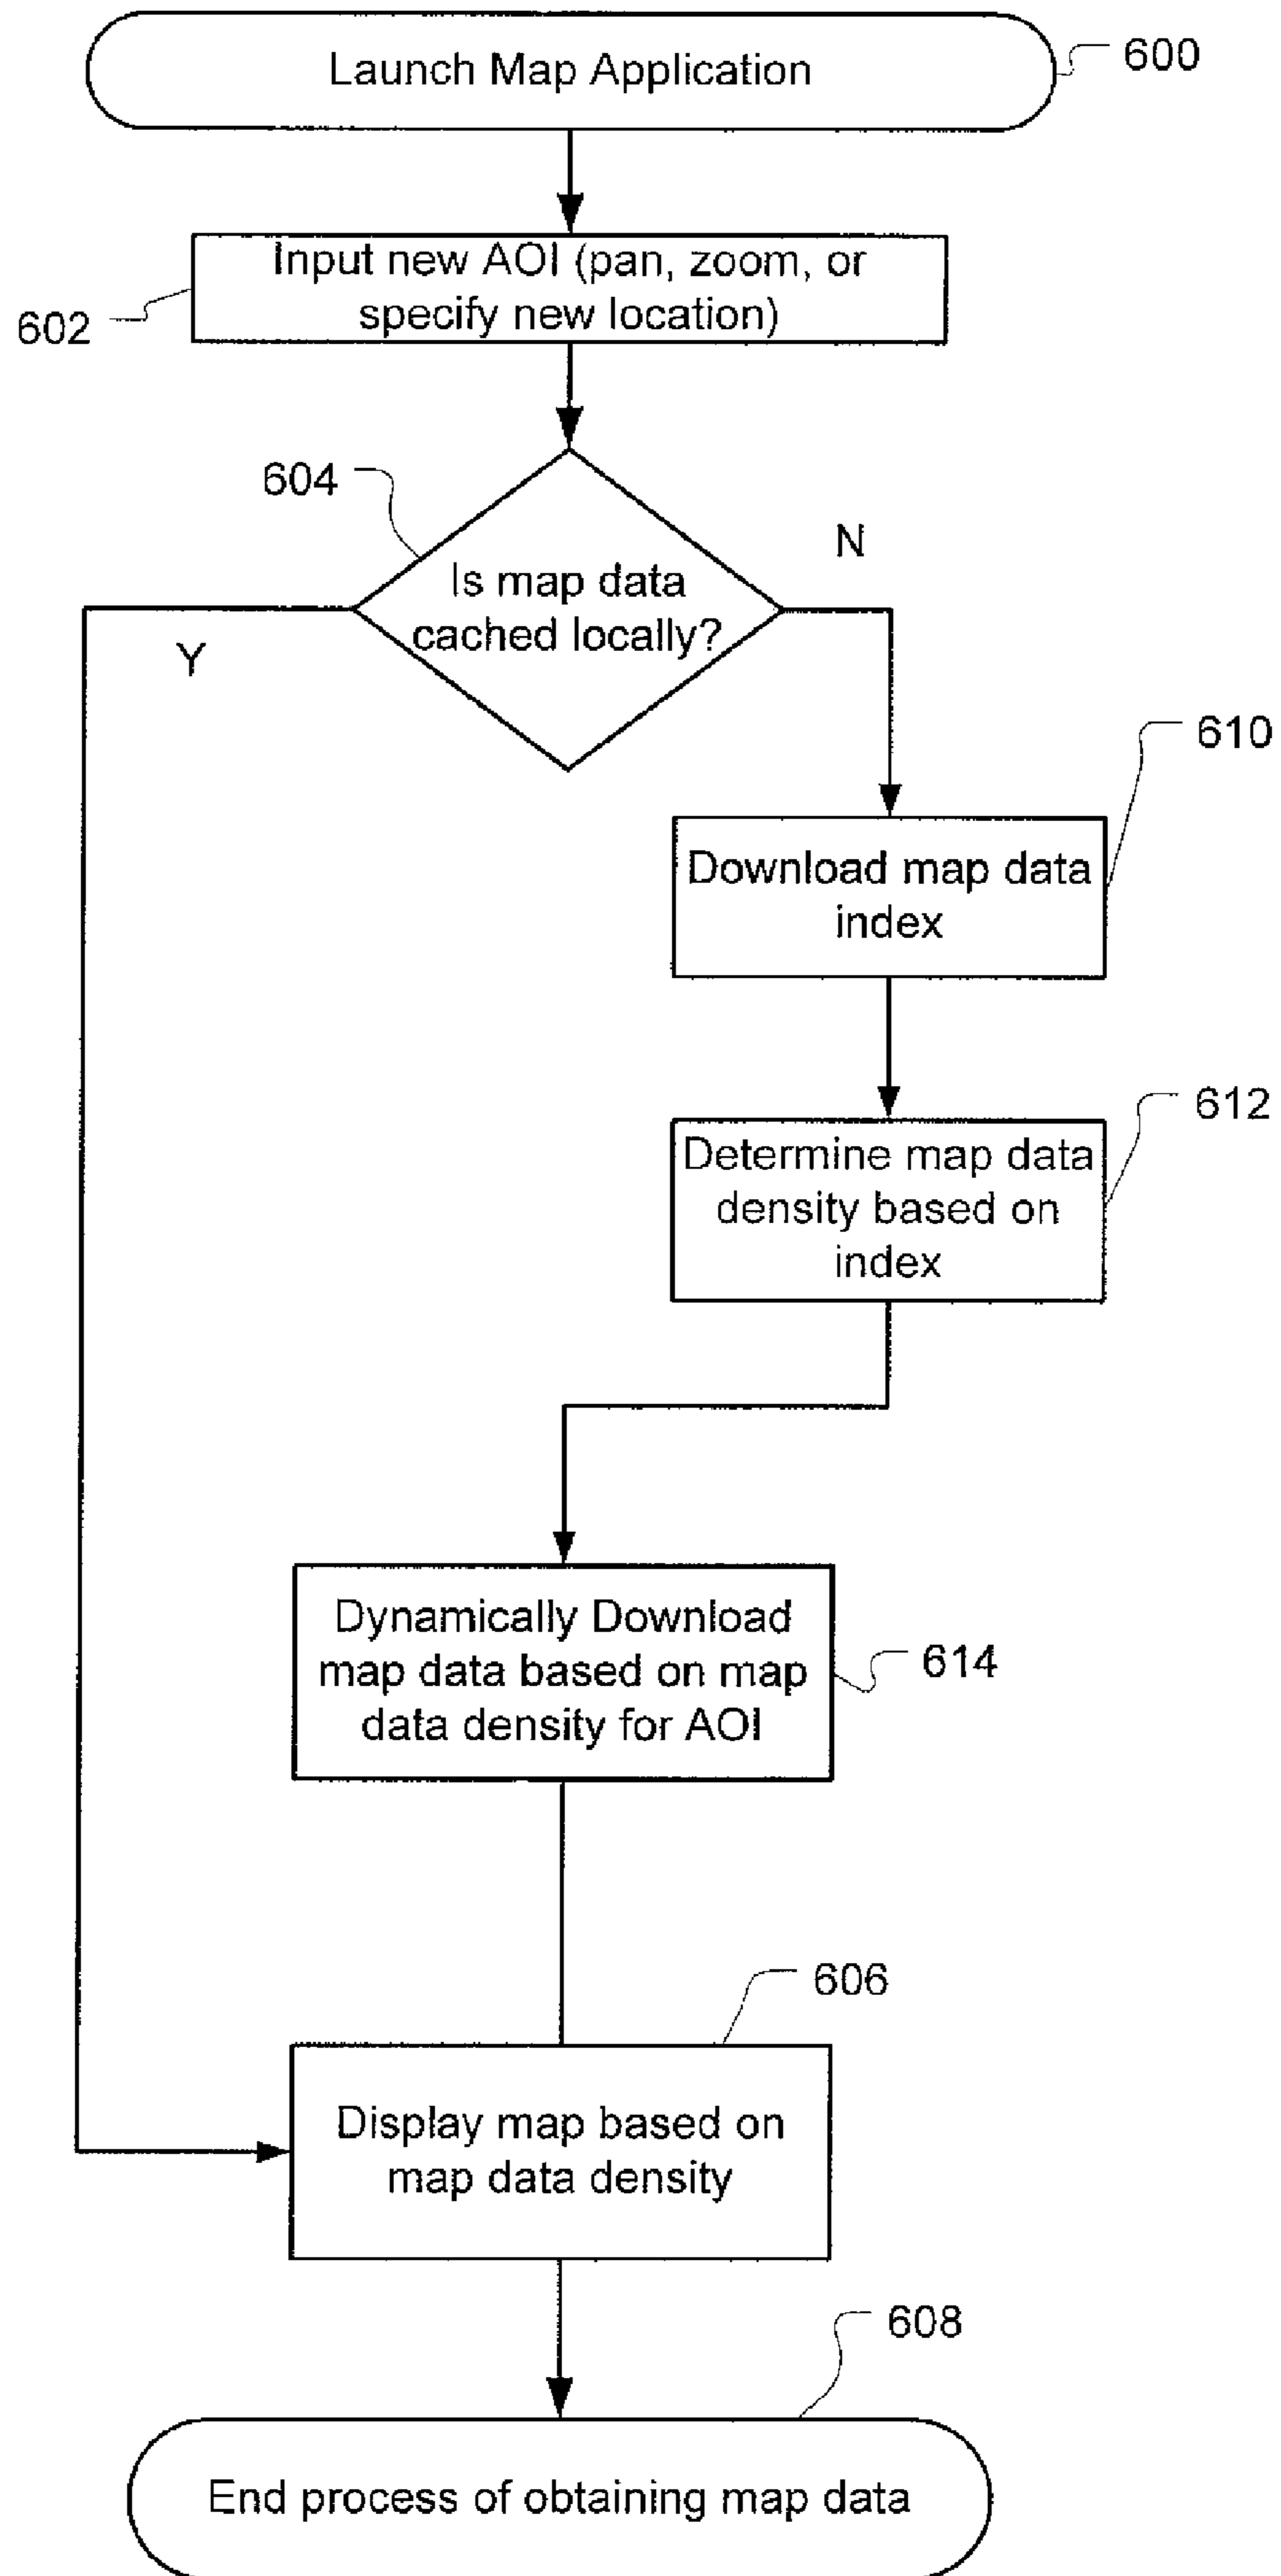 Launch Map Application
600
Input new AOI (pan, zoom, or
specify new location)
602
604
Is map data
cached locally?
N
Y
610
Download map data
index
612
Determine map data
density based on
index
Dynamically Download
map data based on map
data density for AOI
614
606
Display map based on
map data density
608
End process of obtaining map data